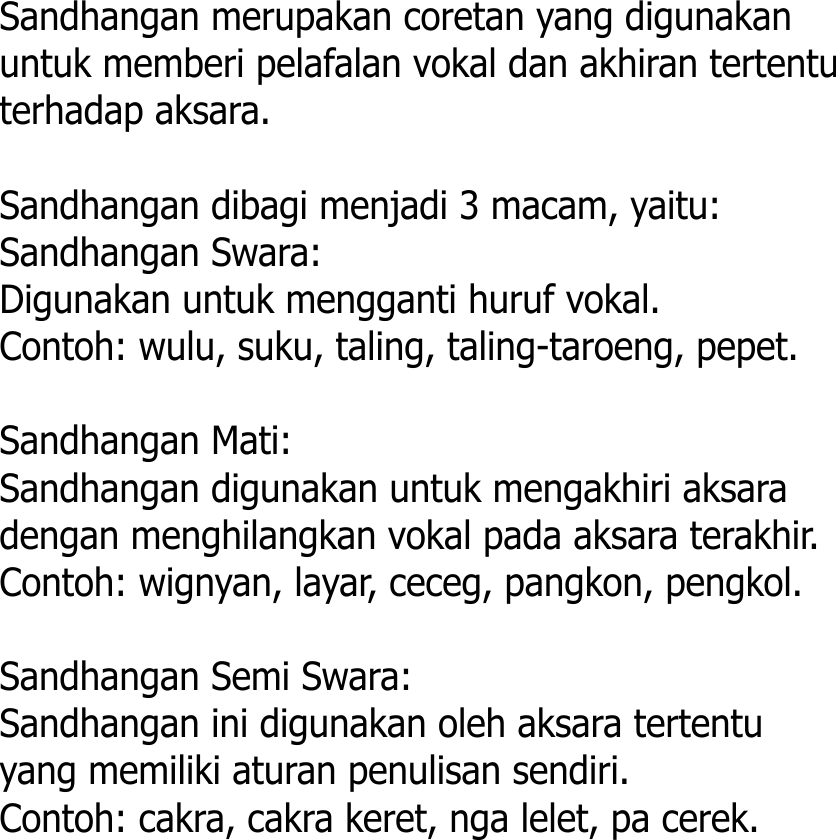 Sandhangan merupakan coretan yang digunakan
untuk memberi pelafalan vokal dan akhiran tertentu
terhadap aksara.
Sandhangan dibagi menjadi 3 macam, yaitu:
Sandhangan Swara:
Digunakan untuk mengganti huruf vokal.
Contoh: wulu, suku, taling, taling-taroeng, pepet.
Sandhangan Mati:
Sandhangan digunakan untuk mengakhiri aksara
dengan menghilangkan vokal pada aksara terakhir.
Contoh: wignyan, layar, ceceg, pangkon, pengkol.
Sandhangan Semi Swara:
Sandhangan ini digunakan oleh aksara tertentu
yang memiliki aturan penulisan sendiri.
Contoh: cakra, cakra keret, nga lelet, pa cerek.